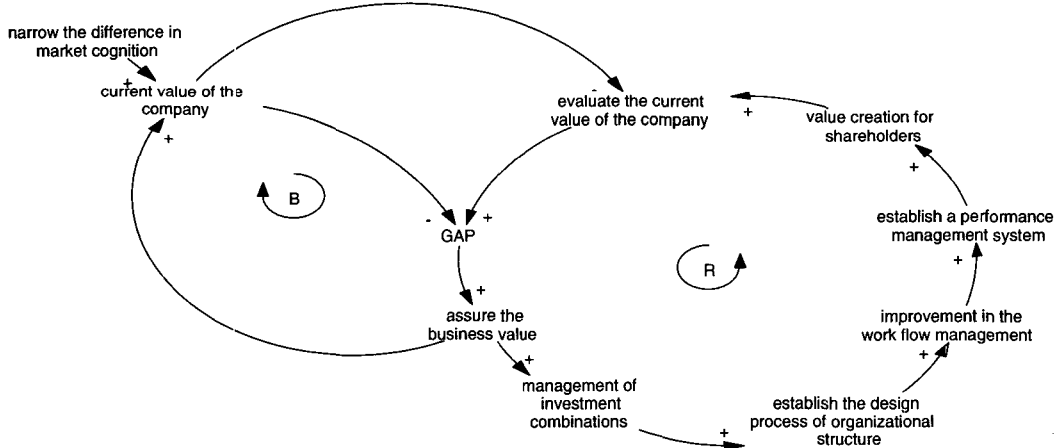 narrow the difference in
market cognition
+
current value of the
company
+
-
evaluate the current
value of the company
+
value creation for
shareholders
+
B
-
+
GAP
establish a performance
management system
+
R
+
assure the
business value
improvement in the
work flow management
+
+
management of
investment
combinations
+
establish the design
process of organizational
structure